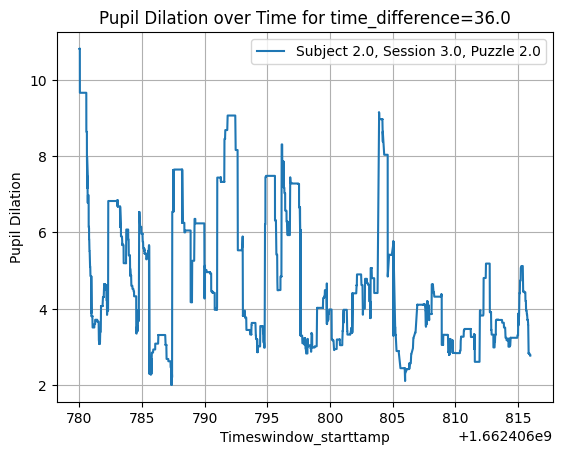 Pupil Dilation over Time for time_difference=36.0
Subject 2.0, Session 3.0, Puzzle 2.0
Pupil Dilation
10
8
6
4
2
780 785 790 795 800 805 810 815
Timeswindow_starttamp
+1.662406e9